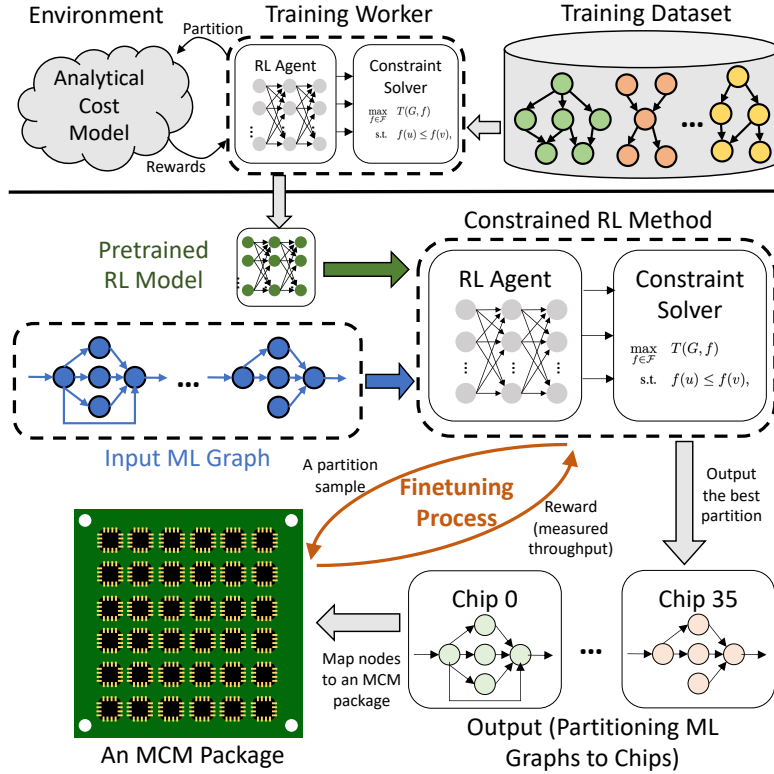 Environment
Training Worker
Training Dataset
Partition
Analytical
Cost
Model
Rewards
RL Agent
...
Constraint
Solver
max T(G, f)
f∈F
s.t. f(u) ≤ f(v),
...
Pretrained
RL Model
...
Constrained RL Method
RL Agent
... ... ...
Constraint
Solver
max T(G, f)
f∈F
s.t. f(u) ≤ f(v),
...
Input ML Graph
A partition
sample
Finetuning
Process
Reward
(measured
throughput)
Output
the best
partition
Chip 0
...
Chip 35
Map nodes
to an MCM
package
An MCM Package
Output (Partitioning ML
Graphs to Chips)